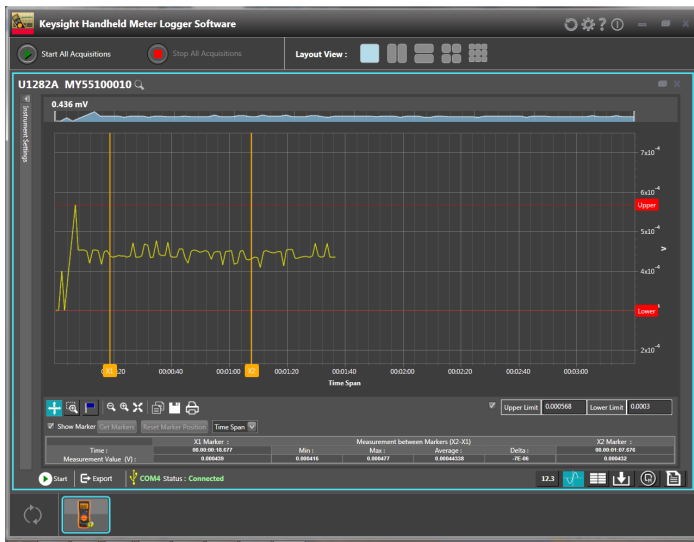 Keysight Handheld Meter Logger Software
Start All Acquisitions
Stop All Acquisitions
Layout View :
U1282A MY55100010
Instrument Settings
0.436 mV
7x10⁻⁴
6x10⁻⁴
Upper
5x10⁻⁴
V
4x10⁻⁴
Lower
2x10⁻⁴
X1 :20 00:00:40 00:01:00 X2 00:01:20 00:01:40 00:02:00 00:02:20 00:02:40 00:03:00
Time Span
Upper Limit 0.000568 Lower Limit 0.0003
Show Marker Get Markers Reset Marker Position Time Span
X1 Marker : Measurement between Markers (X2-X1) X2 Marker :
Time : 00.00:00:18.677 Min : Max : Average : Delta : 00.00:01:07.676
Measurement Value (V) : 0.000439 0.000416 0.000477 0.00044338 -7E-06 0.000432
Start Export COM4 Status : Connected 12.3